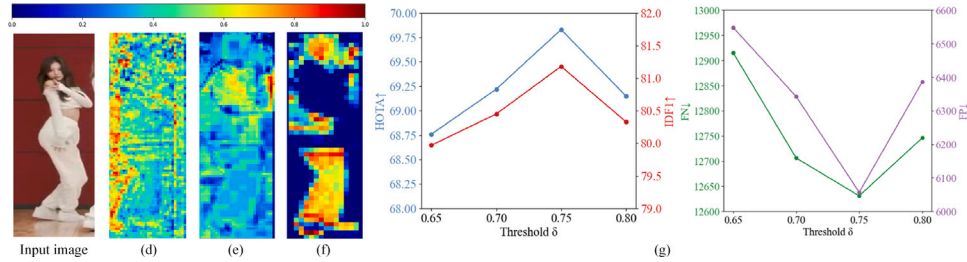 0.0 0.2 0.4 0.6 0.8 1.0
Input image (d) (e) (f)
HOTA↑
70.00
69.75
69.50
69.25
69.00
68.75
68.50
68.25
68.00
0.65 0.70 0.75 0.80
Threshold δ
82.0
81.5
81.0
80.5
80.0
79.5
79.0
IDF1↑
(g)
FN↓
13000
12950
12900
12850
12800
12750
12700
12650
12600
0.65 0.70 0.75 0.80
Threshold δ
6600
6500
6400
6300
6200
6100
6000
FP↓